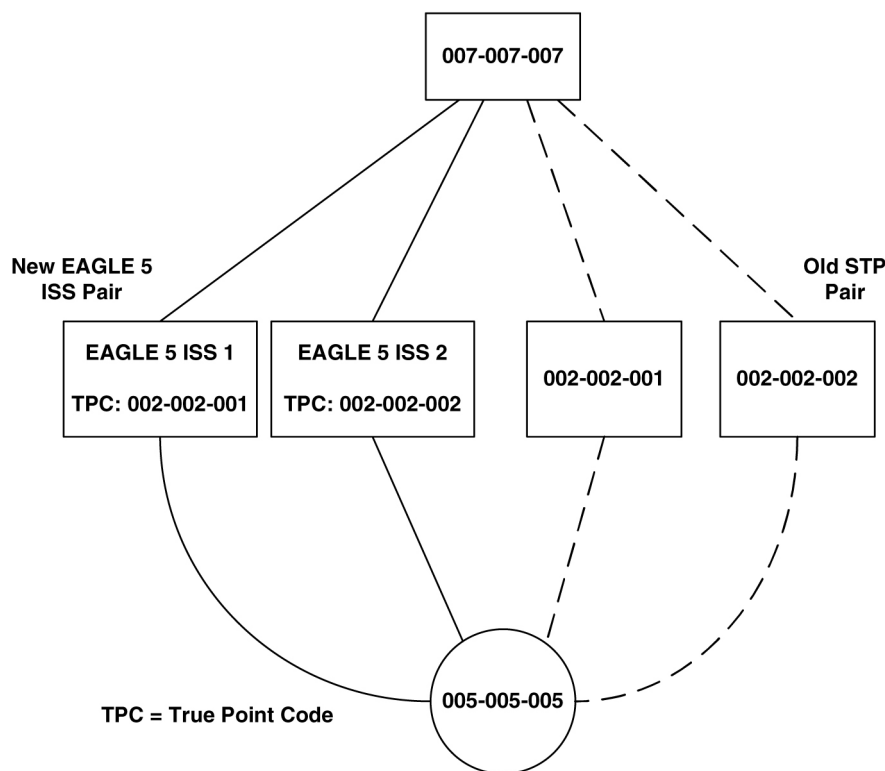 007-007-007
New EAGLE 5
ISS Pair
Old STP
Pair
EAGLE 5 ISS 1
TPC: 002-002-001
EAGLE 5 ISS 2
TPC: 002-002-002
002-002-001
002-002-002
005-005-005
TPC = True Point Code